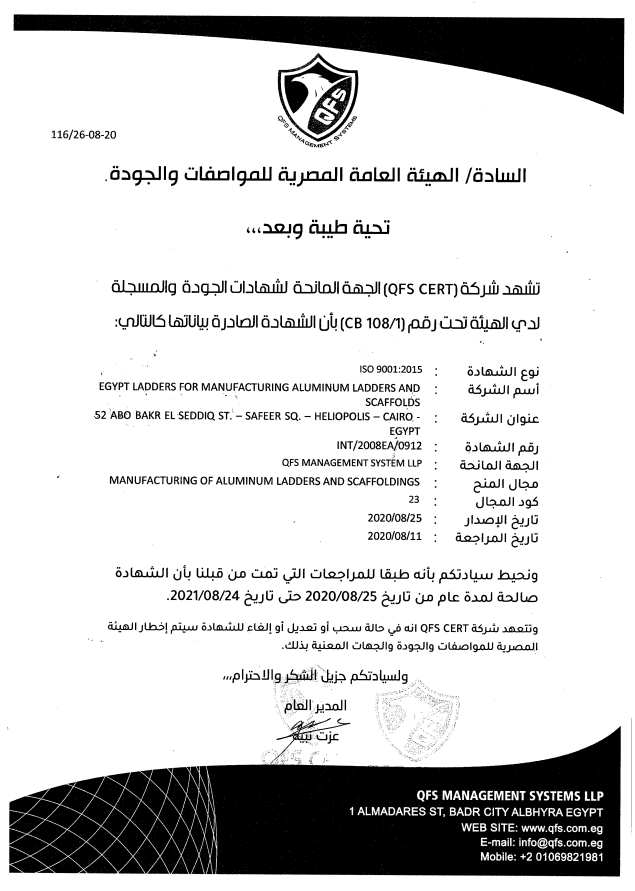 QFS
QFS MANAGEMENT SYSTEMS
116/26-08-20
السادة/ الهيئة العامة المصرية للمواصفات والجودة.
تحية طيبة وبعد،،،
تشهد شركة (QFS CERT) الجهة المانحة لشهادات الجودة والمسجلة
لدي الهيئة تحت رقم (CB 108/1) بأن الشهادة الصادرة بياناتها كالتالي:
نوع الشهادة : ISO 9001:2015
أسم الشركة : EGYPT LADDERS FOR MANUFACTURING ALUMINUM LADDERS AND
SCAFFOLDS
عنوان الشركة : 52 ABO BAKR EL SEDDIQ ST. – SAFEER SQ. – HELIOPOLIS – CAIRO -
EGYPT
رقم الشهادة : INT/2008EA/0912
الجهة المانحة : QFS MANAGEMENT SYSTEM LLP
مجال المنح : MANUFACTURING OF ALUMINUM LADDERS AND SCAFFOLDINGS
كود المجال : 23
تاريخ الإصدار : 2020/08/25
تاريخ المراجعة : 2020/08/11
ونحيط سيادتكم بأنه طبقا للمراجعات التي تمت من قبلنا بأن الشهادة
صالحة لمدة عام من تاريخ 2020/08/25 حتى تاريخ 2021/08/24.
وتتعهد شركة QFS CERT انه في حالة سحب أو تعديل أو إلغاء للشهادة سيتم إخطار الهيئة
المصرية للمواصفات والجودة والجهات المعنية بذلك.
ولسيادتكم جزيل الشكر والاحترام،،،
المدير العام
عزت نبيه
QFS MANAGEMENT SYSTEMS LLP
1 ALMADARES ST, BADR CITY ALBHYRA EGYPT
WEB SITE: www.qfs.com.eg
E-mail: info@qfs.com.eg
Mobile: +2 01069821981